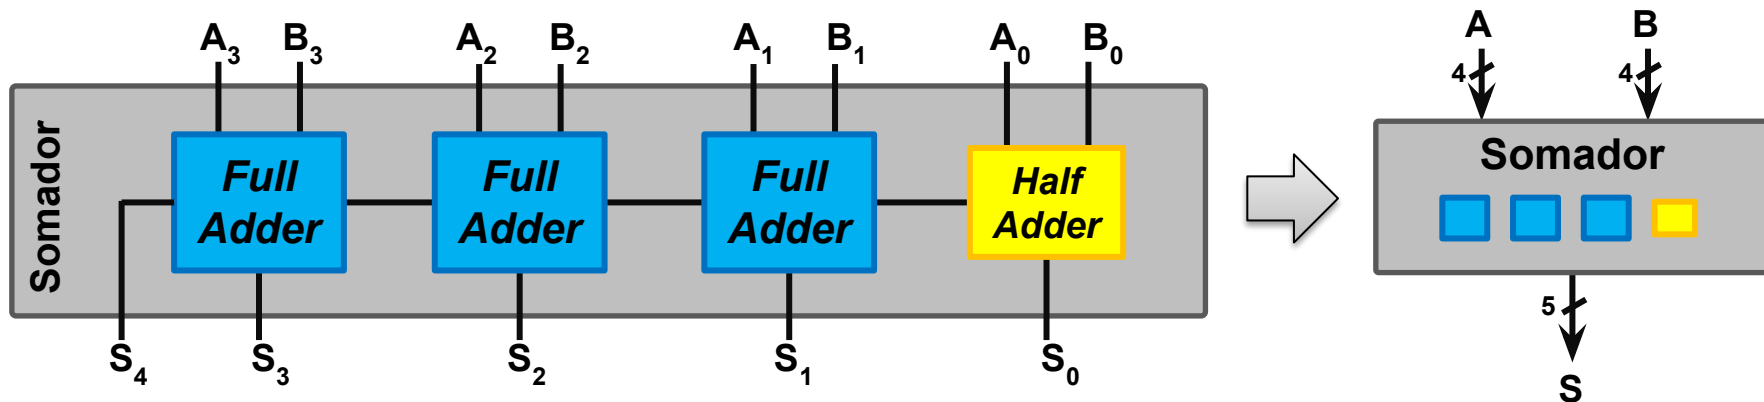 A₃ B₃ A₂ B₂ A₁ B₁ A₀ B₀
Somador
Full Adder
Full Adder
Full Adder
Half Adder
S₄ S₃ S₂ S₁ S₀
A B
4 4
Somador
5
S